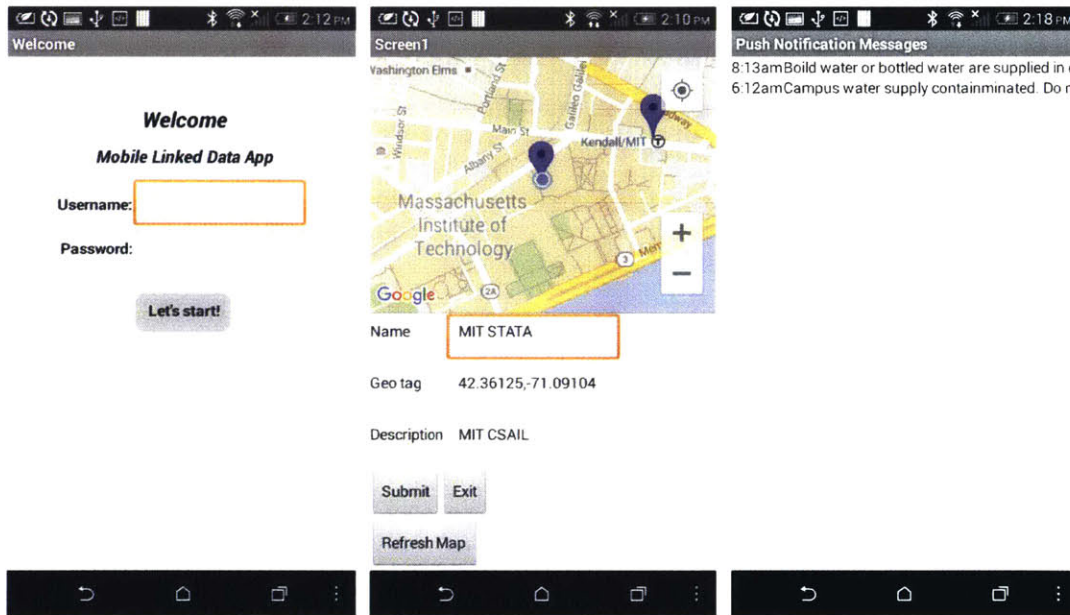 2:12 PM
Welcome
Welcome
Mobile Linked Data App
Username:
Password:
Let's start!
2:10 PM
Screen1
Washington Elms
Portland St
Galileo Galilei
Windsor St
Main St
Albany St
Kendall/MIT
Massachusetts
Institute of
Technology
3
2A
Google
+
−
Name MIT STATA
Geo tag 42.36125,-71.09104
Description MIT CSAIL
Submit Exit
Refresh Map
2:18 PM
Push Notification Messages
8:13amBoild water or bottled water are supplied in
6:12amCampus water supply containminated. Do